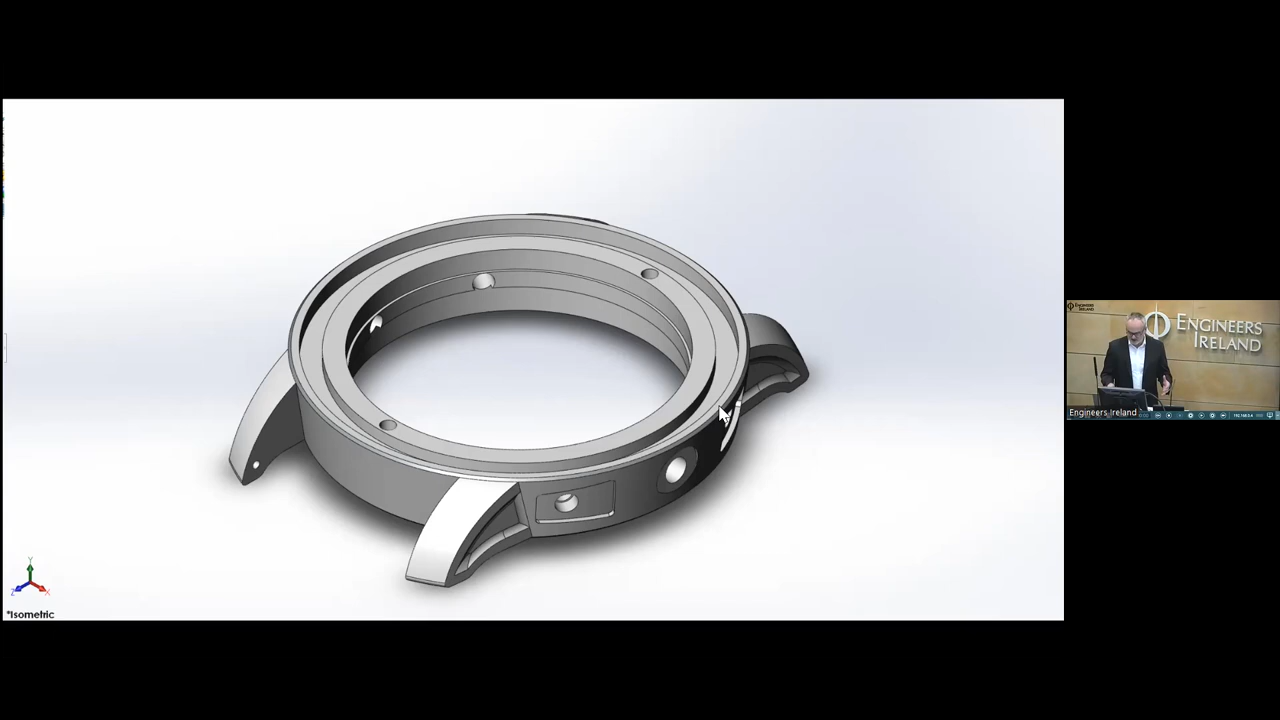 *Isometric
Y
Z
X
ENGINEERS
IRELAND
Engineers Ireland